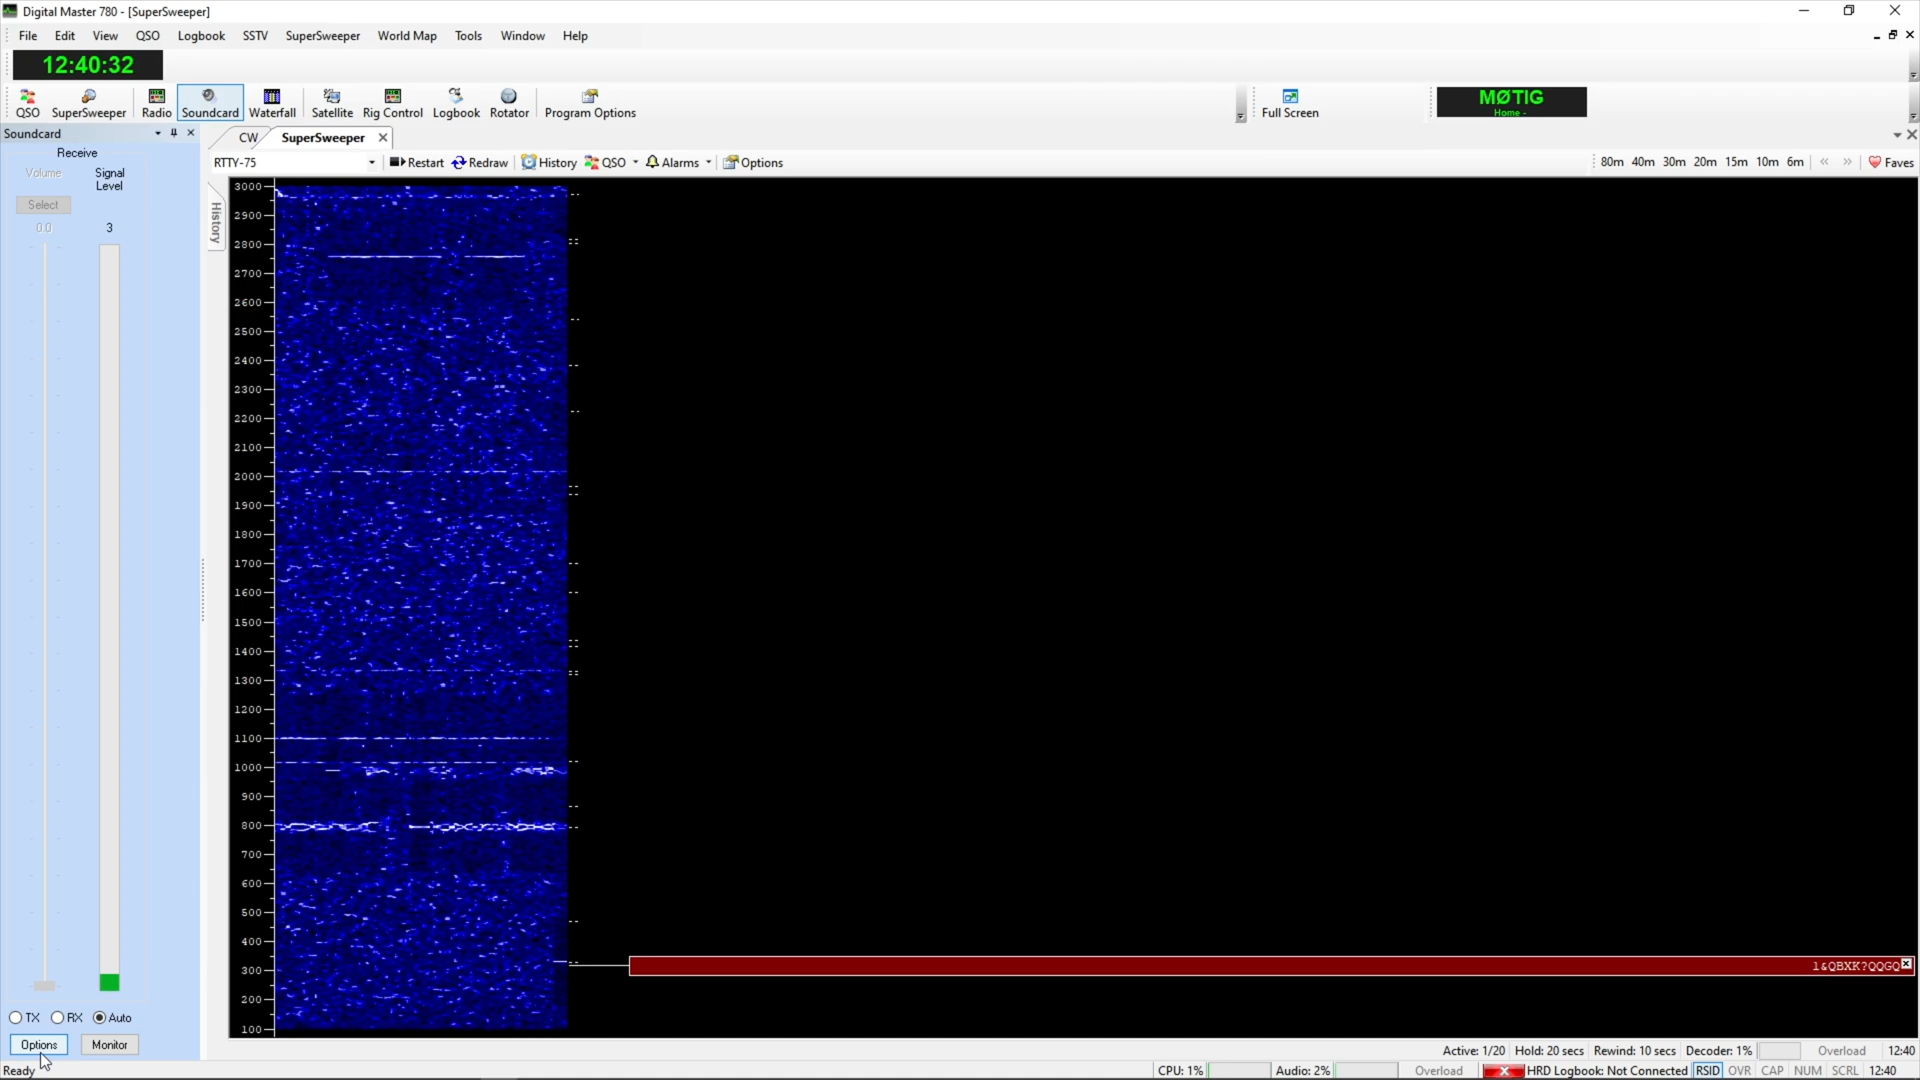 Digital Master 780 - [SuperSweeper]
File Edit View QSO Logbook SSTV SuperSweeper World Map Tools Window Help
12:40:32
QSO SuperSweeper Radio Soundcard Waterfall Satellite Rig Control Logbook Rotator Program Options Full Screen
MØTIG
Home -
Soundcard
CW SuperSweeper
Receive
RTTY-75 Restart Redraw History QSO Alarms Options 80m 40m 30m 20m 15m 10m 6m Faves
Volume Signal Level
Select
0.0 3
History
3000
2900
2800
2700
2600
2500
2400
2300
2200
2100
2000
1900
1800
1700
1600
1500
1400
1300
1200
1100
1000
900
800
700
600
500
400
300
200
100
1&QBXK?QQGQ
TX RX Auto
Options Monitor
Active: 1/20 Hold: 20 secs Rewind: 10 secs Decoder: 1% Overload 12:40
Ready CPU: 1% Audio: 2% Overload HRD Logbook: Not Connected RSID OVR CAP NUM SCRL 12:40